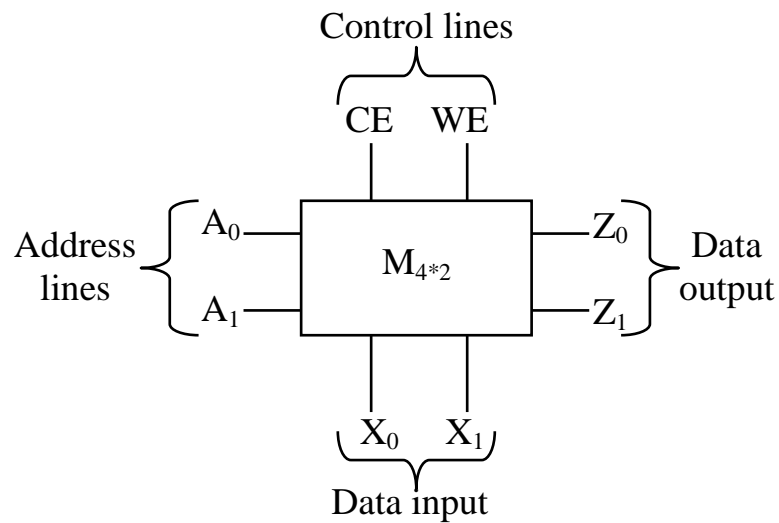 Control lines
CE WE
A₀ Z₀
Address lines
M₄*₂
Data output
A₁ Z₁
X₀ X₁
Data input